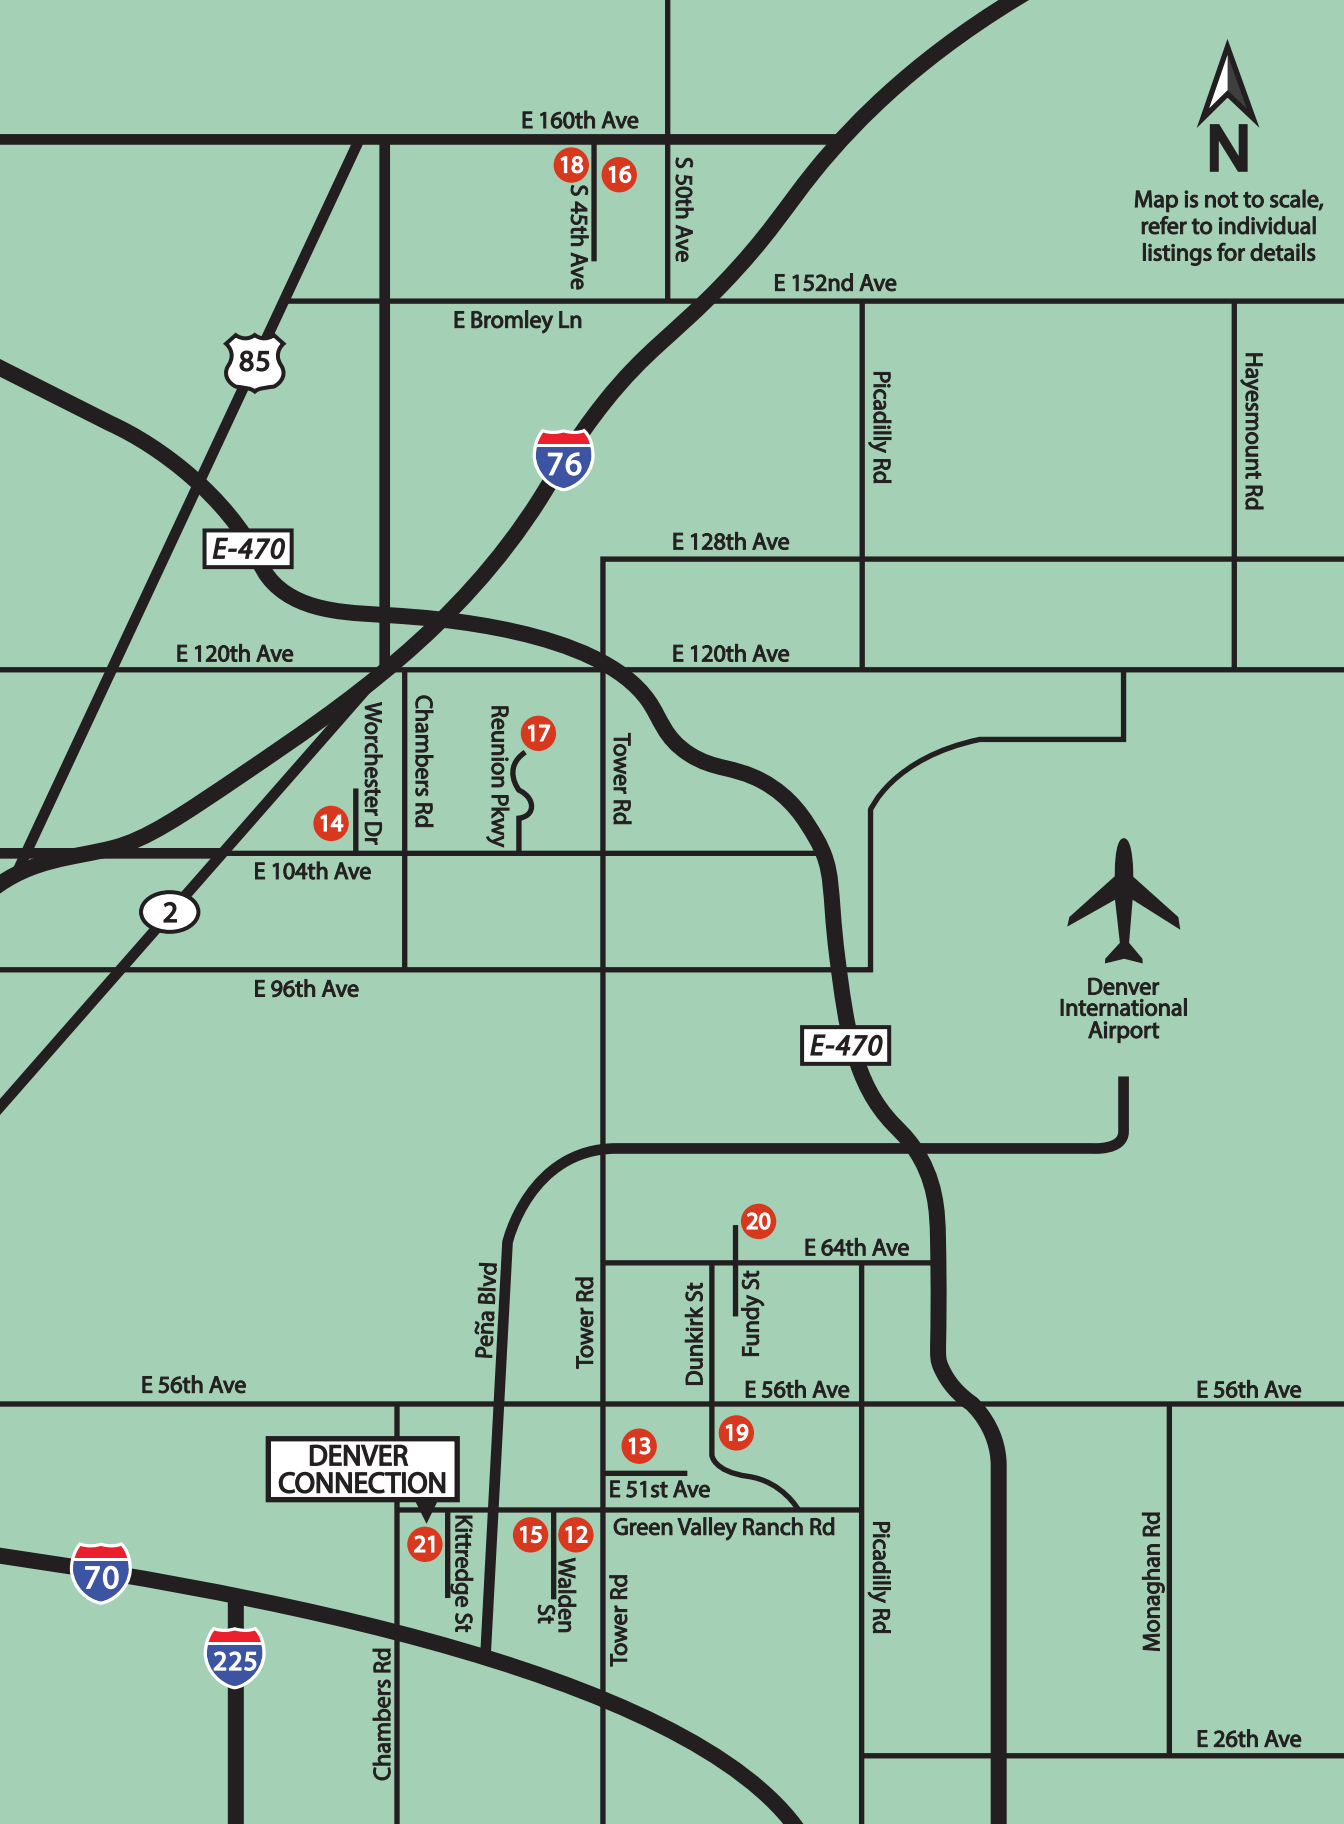 E 160th Ave
N
Map is not to scale,
refer to individual
listings for details
18
16
S 45th Ave
S 50th Ave
E 152nd Ave
E Bromley Ln
85
Picadilly Rd
Hayesmount Rd
76
E-470
E 128th Ave
E 120th Ave
E 120th Ave
Worchester Dr
Chambers Rd
Reunion Pkwy
17
Tower Rd
14
E 104th Ave
2
E 96th Ave
Denver
International
Airport
E-470
20
E 64th Ave
Peña Blvd
Tower Rd
Dunkirk St
Fundy St
E 56th Ave
E 56th Ave
E 56th Ave
DENVER
CONNECTION
13
19
E 51st Ave
Green Valley Ranch Rd
21
Kittredge St
15
12
Walden
St
Tower Rd
Picadilly Rd
Monaghan Rd
70
225
Chambers Rd
E 26th Ave